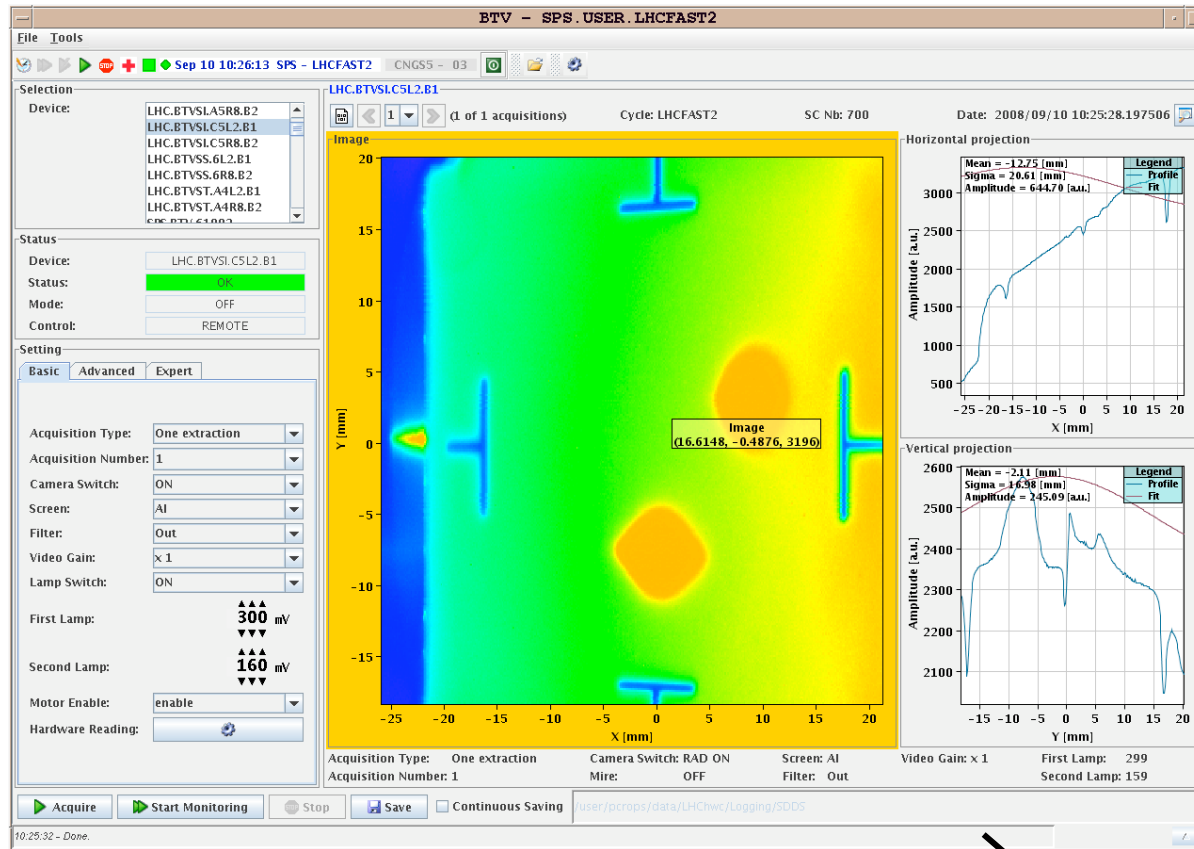 BTV - SPS.USER.LHCFAST2
File Tools
Sep 10 10:26:13 SPS - LHCFAST2 CNGS5 - 03
Selection
Device:
LHC.BTVSI.A5R8.B2
LHC.BTVSI.C5L2.B1
LHC.BTVSI.C5R8.B2
LHC.BTVSS.6L2.B1
LHC.BTVSS.6R8.B2
LHC.BTVST.A4L2.B1
LHC.BTVST.A4R8.B2
Status
Device: LHC.BTVSI.C5L2.B1
Status: OK
Mode: OFF
Control: REMOTE
Setting
Basic Advanced Expert
Acquisition Type: One extraction
Acquisition Number: 1
Camera Switch: ON
Screen: Al
Filter: Out
Video Gain: x 1
Lamp Switch: ON
First Lamp: 300 mV
Second Lamp: 160 mV
Motor Enable: enable
Hardware Reading:
LHC.BTVSI.C5L2.B1
1 (1 of 1 acquisitions) Cycle: LHCFAST2 SC Nb: 700 Date: 2008/09/10 10:25:28.197506
Image
20
15
10
5
0
-5
-10
-15
Y [mm]
Image
(16.6148, -0.4876, 3196)
-25 -20 -15 -10 -5 0 5 10 15 20
X [mm]
Horizontal projection
Mean = -12.75 [mm]
Sigma = 20.61 [mm]
Amplitude = 644.70 [a.u.]
Legend
Profile
Fit
3000
2500
2000
1500
1000
500
Amplitude [a.u.]
-25 -20 -15 -10 -5 0 5 10 15 20
X [mm]
Vertical projection
Mean = -2.11 [mm]
Sigma = 16.98 [mm]
Amplitude = 245.09 [a.u.]
Legend
Profile
Fit
2600
2500
2400
2300
2200
2100
Amplitude [a.u.]
-15 -10 -5 0 5 10 15 20
Y [mm]
Acquisition Type: One extraction Camera Switch: RAD ON Screen: Al Video Gain: x 1 First Lamp: 299
Acquisition Number: 1 Mire: OFF Filter: Out Second Lamp: 159
Acquire Start Monitoring Stop Save Continuous Saving /user/pcrops/data/LHChwc/Logging/SDDS
10:25:32 - Done.